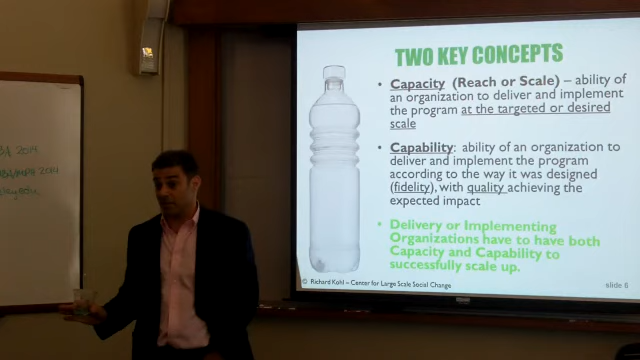 TWO KEY CONCEPTS
• Capacity (Reach or Scale) – ability of
an organization to deliver and implement
the program at the targeted or desired
scale
• Capability: ability of an organization to
deliver and implement the program
according to the way it was designed
(fidelity), with quality achieving the
expected impact
• Delivery or Implementing
Organizations have to have both
Capacity and Capability to
successfully scale up.
© Richard Kohl – Center for Large Scale Social Change
slide 6
2014